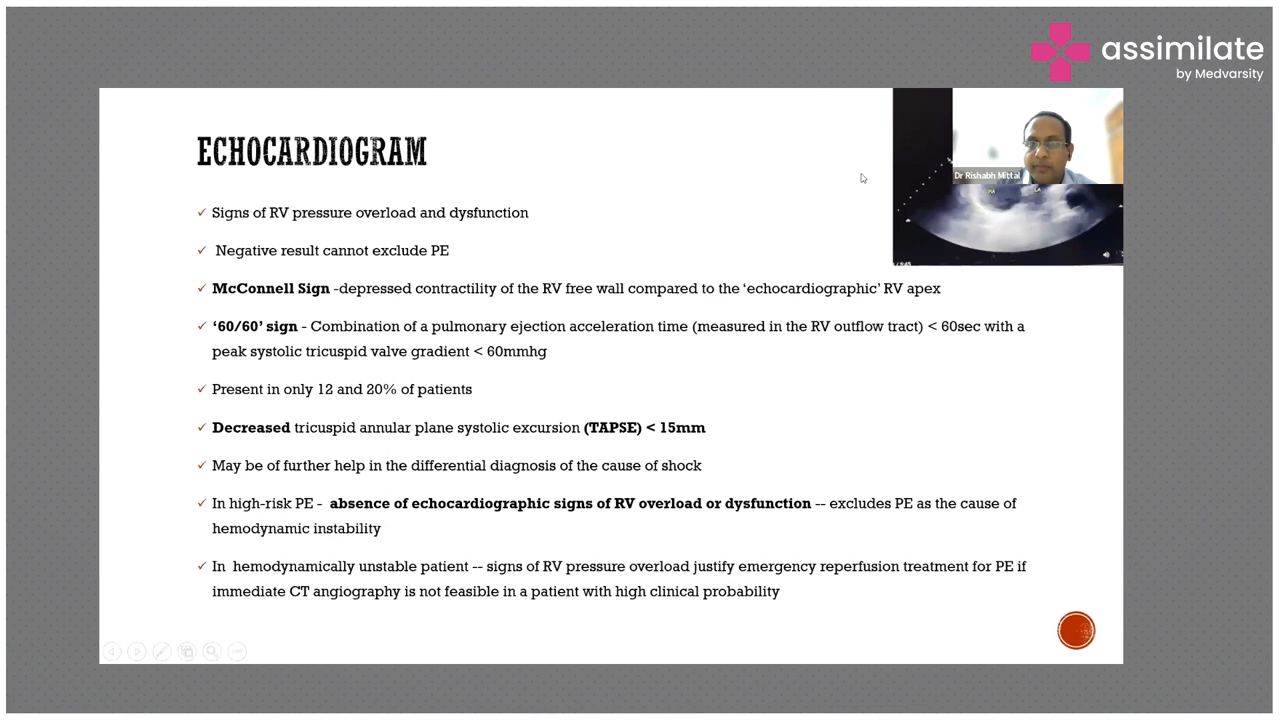 assimilate
by Medvarsity
ECHOCARDIOGRAM
Dr Rishabh Mittal
Signs of RV pressure overload and dysfunction
Negative result cannot exclude PE
McConnell Sign -depressed contractility of the RV free wall compared to the ‘echocardiographic’ RV apex
‘60/60’ sign - Combination of a pulmonary ejection acceleration time (measured in the RV outflow tract) < 60sec with a
peak systolic tricuspid valve gradient < 60mmhg
Present in only 12 and 20% of patients
Decreased tricuspid annular plane systolic excursion (TAPSE) < 15mm
May be of further help in the differential diagnosis of the cause of shock
In high-risk PE - absence of echocardiographic signs of RV overload or dysfunction -- excludes PE as the cause of
hemodynamic instability
In hemodynamically unstable patient -- signs of RV pressure overload justify emergency reperfusion treatment for PE if
immediate CT angiography is not feasible in a patient with high clinical probability